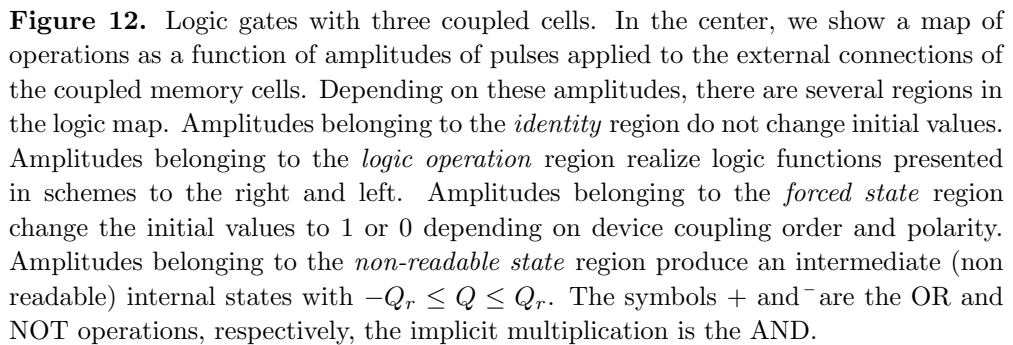 Figure 12. Logic gates with three coupled cells. In the center, we show a map of
operations as a function of amplitudes of pulses applied to the external connections of
the coupled memory cells. Depending on these amplitudes, there are several regions in
the logic map. Amplitudes belonging to the identity region do not change initial values.
Amplitudes belonging to the logic operation region realize logic functions presented
in schemes to the right and left. Amplitudes belonging to the forced state region
change the initial values to 1 or 0 depending on device coupling order and polarity.
Amplitudes belonging to the non-readable state region produce an intermediate (non
readable) internal states with −Qr ≤ Q ≤ Qr. The symbols + and ¯ are the OR and
NOT operations, respectively, the implicit multiplication is the AND.